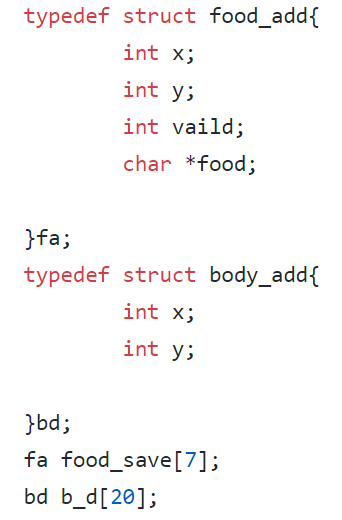 typedef struct food_add{
        int x;
        int y;
        int vaild;
        char *food;

}fa;
typedef struct body_add{
        int x;
        int y;

}bd;
fa food_save[7];
bd b_d[20];